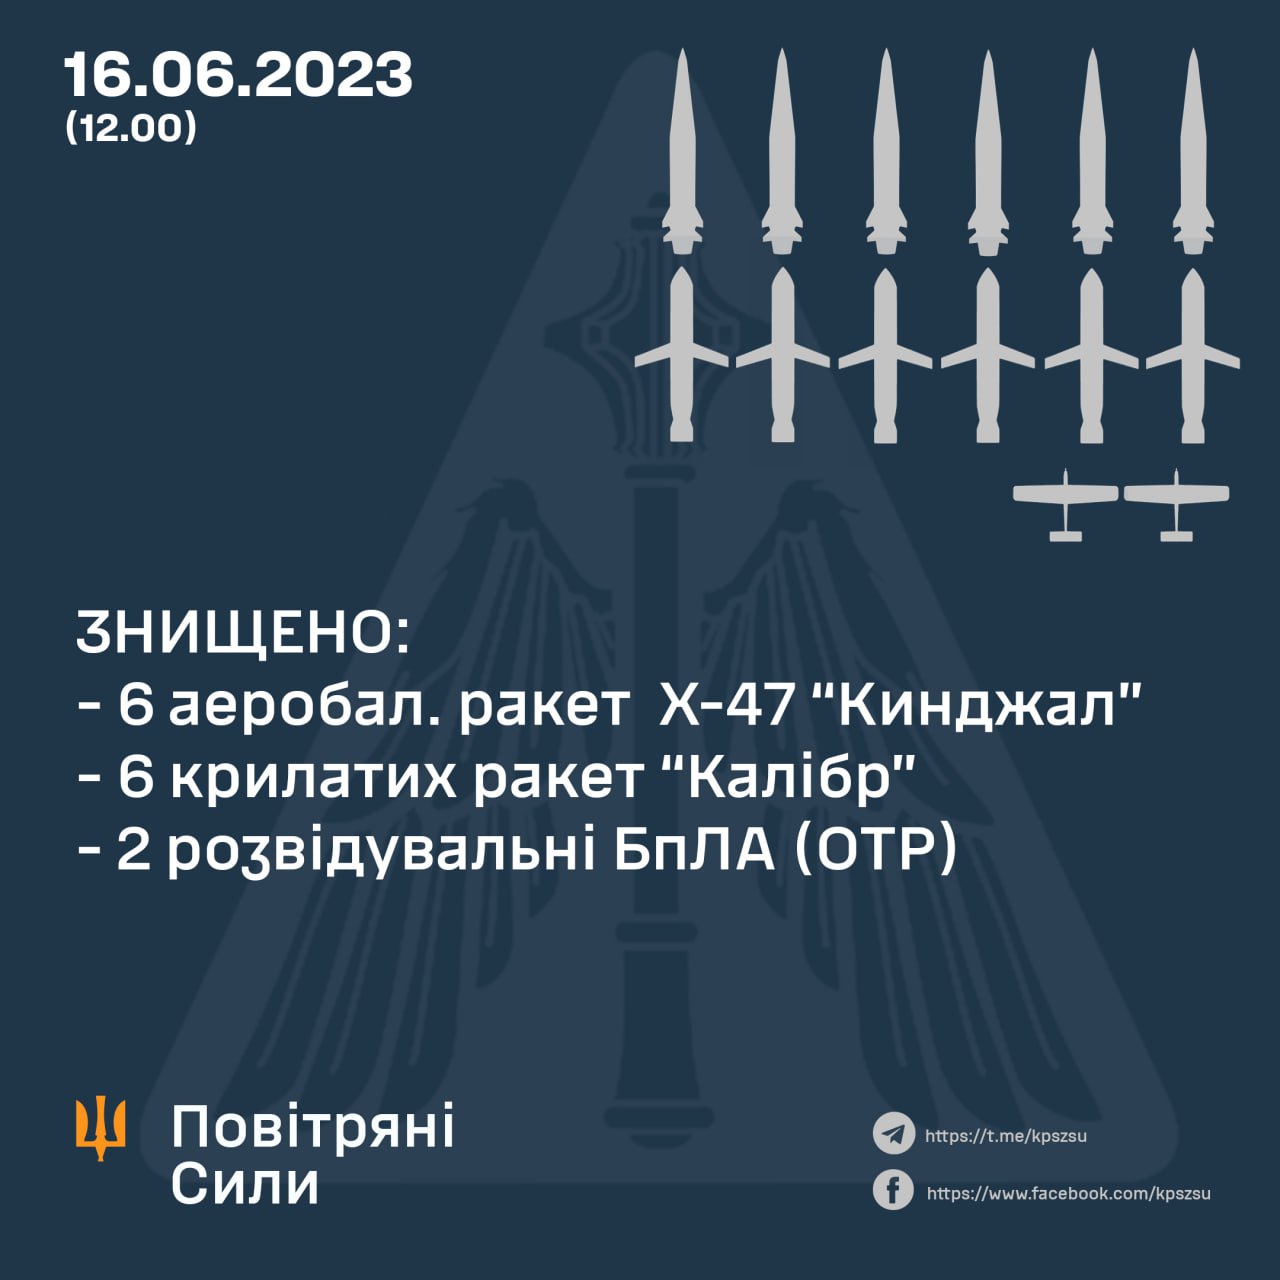 16.06.2023
(12.00)
ЗНИЩЕНО:
- 6 аеробал. ракет Х-47 “Кинджал”
- 6 крилатих ракет “Калібр”
- 2 розвідувальні БпЛА (ОТР)
Повітряні
Сили
https://t.me/kpszsu
https://www.facebook.com/kpszsu